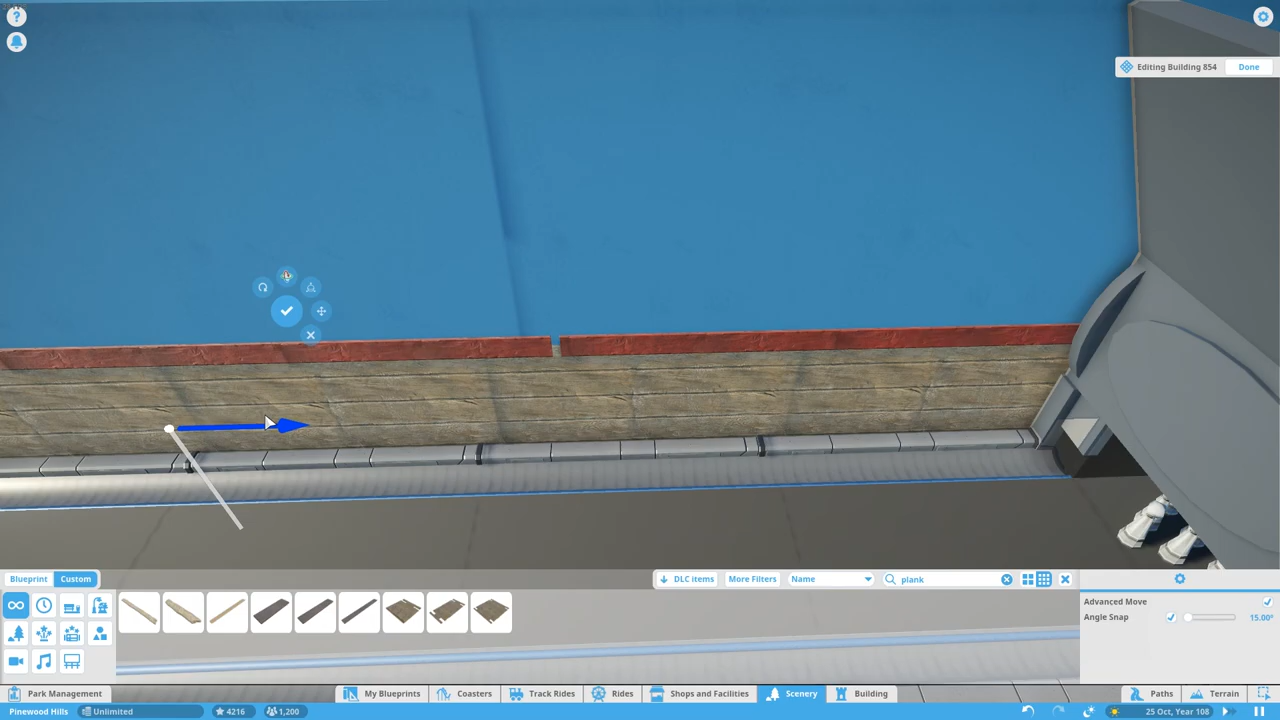 Editing Building 854 Done
Blueprint Custom
DLC items More Filters Name plank
Advanced Move
Angle Snap 15.00°
Park Management My Blueprints Coasters Track Rides Rides Shops and Facilities Scenery Building Paths Terrain
Pinewood Hills Unlimited 4216 1,200 25 Oct, Year 108